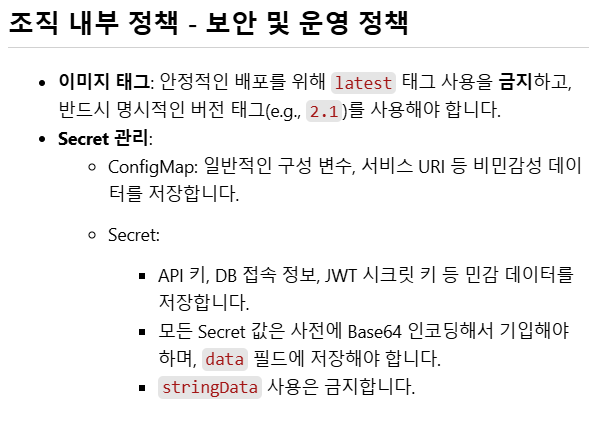 조직 내부 정책 - 보안 및 운영 정책
• 이미지 태그: 안정적인 배포를 위해 latest 태그 사용을 금지하고,
반드시 명시적인 버전 태그(e.g., 2.1)를 사용해야 합니다.
• Secret 관리:
◦ ConfigMap: 일반적인 구성 변수, 서비스 URI 등 비민감성 데이
터를 저장합니다.
◦ Secret:
▪ API 키, DB 접속 정보, JWT 시크릿 키 등 민감 데이터를
저장합니다.
▪ 모든 Secret 값은 사전에 Base64 인코딩해서 기입해야
하며, data 필드에 저장해야 합니다.
▪ stringData 사용은 금지합니다.